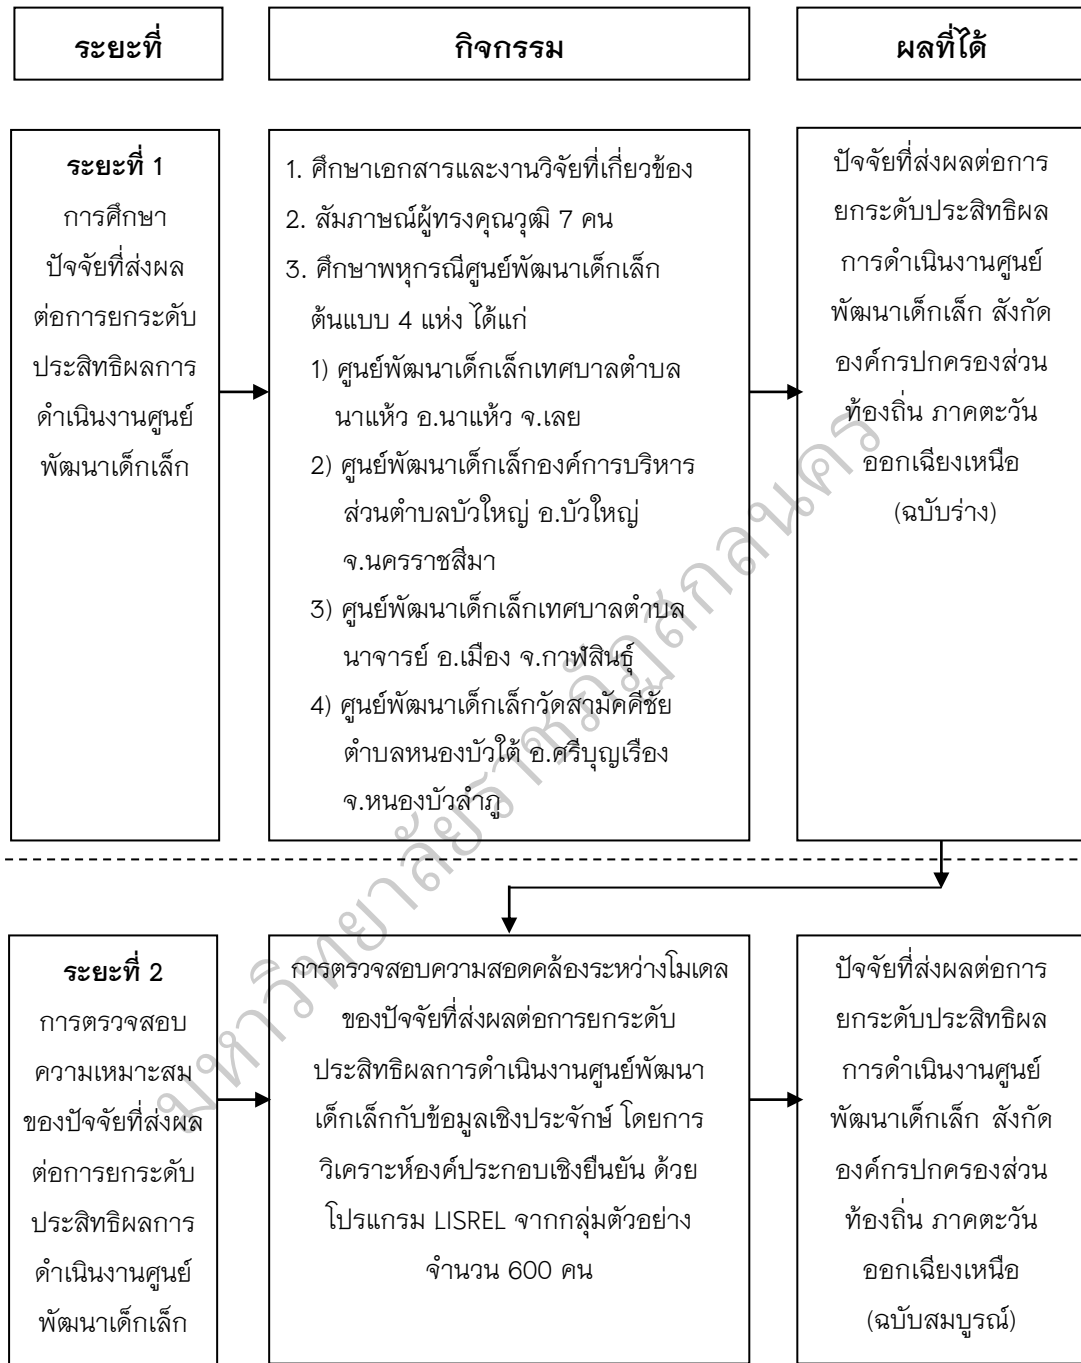 ระยะที่
กิจกรรม
ผลที่ได้
ระยะที่ 1
การศึกษา
ปัจจัยที่ส่งผล
ต่อการยกระดับ
ประสิทธิผลการ
ดำเนินงานศูนย์
พัฒนาเด็กเล็ก
1. ศึกษาเอกสารและงานวิจัยที่เกี่ยวข้อง
2. สัมภาษณ์ผู้ทรงคุณวุฒิ 7 คน
3. ศึกษาพหุกรณีศูนย์พัฒนาเด็กเล็ก
ต้นแบบ 4 แห่ง ได้แก่
1) ศูนย์พัฒนาเด็กเล็กเทศบาลตำบล
นาแห้ว อ.นาแห้ว จ.เลย
2) ศูนย์พัฒนาเด็กเล็กองค์การบริหาร
ส่วนตำบลบัวใหญ่ อ.บัวใหญ่
จ.นครราชสีมา
3) ศูนย์พัฒนาเด็กเล็กเทศบาลตำบล
นาจารย์ อ.เมือง จ.กาฬสินธุ์
4) ศูนย์พัฒนาเด็กเล็กวัดสามัคคีชัย
ตำบลหนองบัวใต้ อ.ศรีบุญเรือง
จ.หนองบัวลำภู
ปัจจัยที่ส่งผลต่อการ
ยกระดับประสิทธิผล
การดำเนินงานศูนย์
พัฒนาเด็กเล็ก สังกัด
องค์กรปกครองส่วน
ท้องถิ่น ภาคตะวัน
ออกเฉียงเหนือ
(ฉบับร่าง)
ระยะที่ 2
การตรวจสอบ
ความเหมาะสม
ของปัจจัยที่ส่งผล
ต่อการยกระดับ
ประสิทธิผลการ
ดำเนินงานศูนย์
พัฒนาเด็กเล็ก
การตรวจสอบความสอดคล้องระหว่างโมเดล
ของปัจจัยที่ส่งผลต่อการยกระดับ
ประสิทธิผลการดำเนินงานศูนย์พัฒนา
เด็กเล็กกับข้อมูลเชิงประจักษ์ โดยการ
วิเคราะห์องค์ประกอบเชิงยืนยัน ด้วย
โปรแกรม LISREL จากกลุ่มตัวอย่าง
จำนวน 600 คน
ปัจจัยที่ส่งผลต่อการ
ยกระดับประสิทธิผล
การดำเนินงานศูนย์
พัฒนาเด็กเล็ก สังกัด
องค์กรปกครองส่วน
ท้องถิ่น ภาคตะวัน
ออกเฉียงเหนือ
(ฉบับสมบูรณ์)
มหาวิทยาลัยราชภัฏสกลนคร